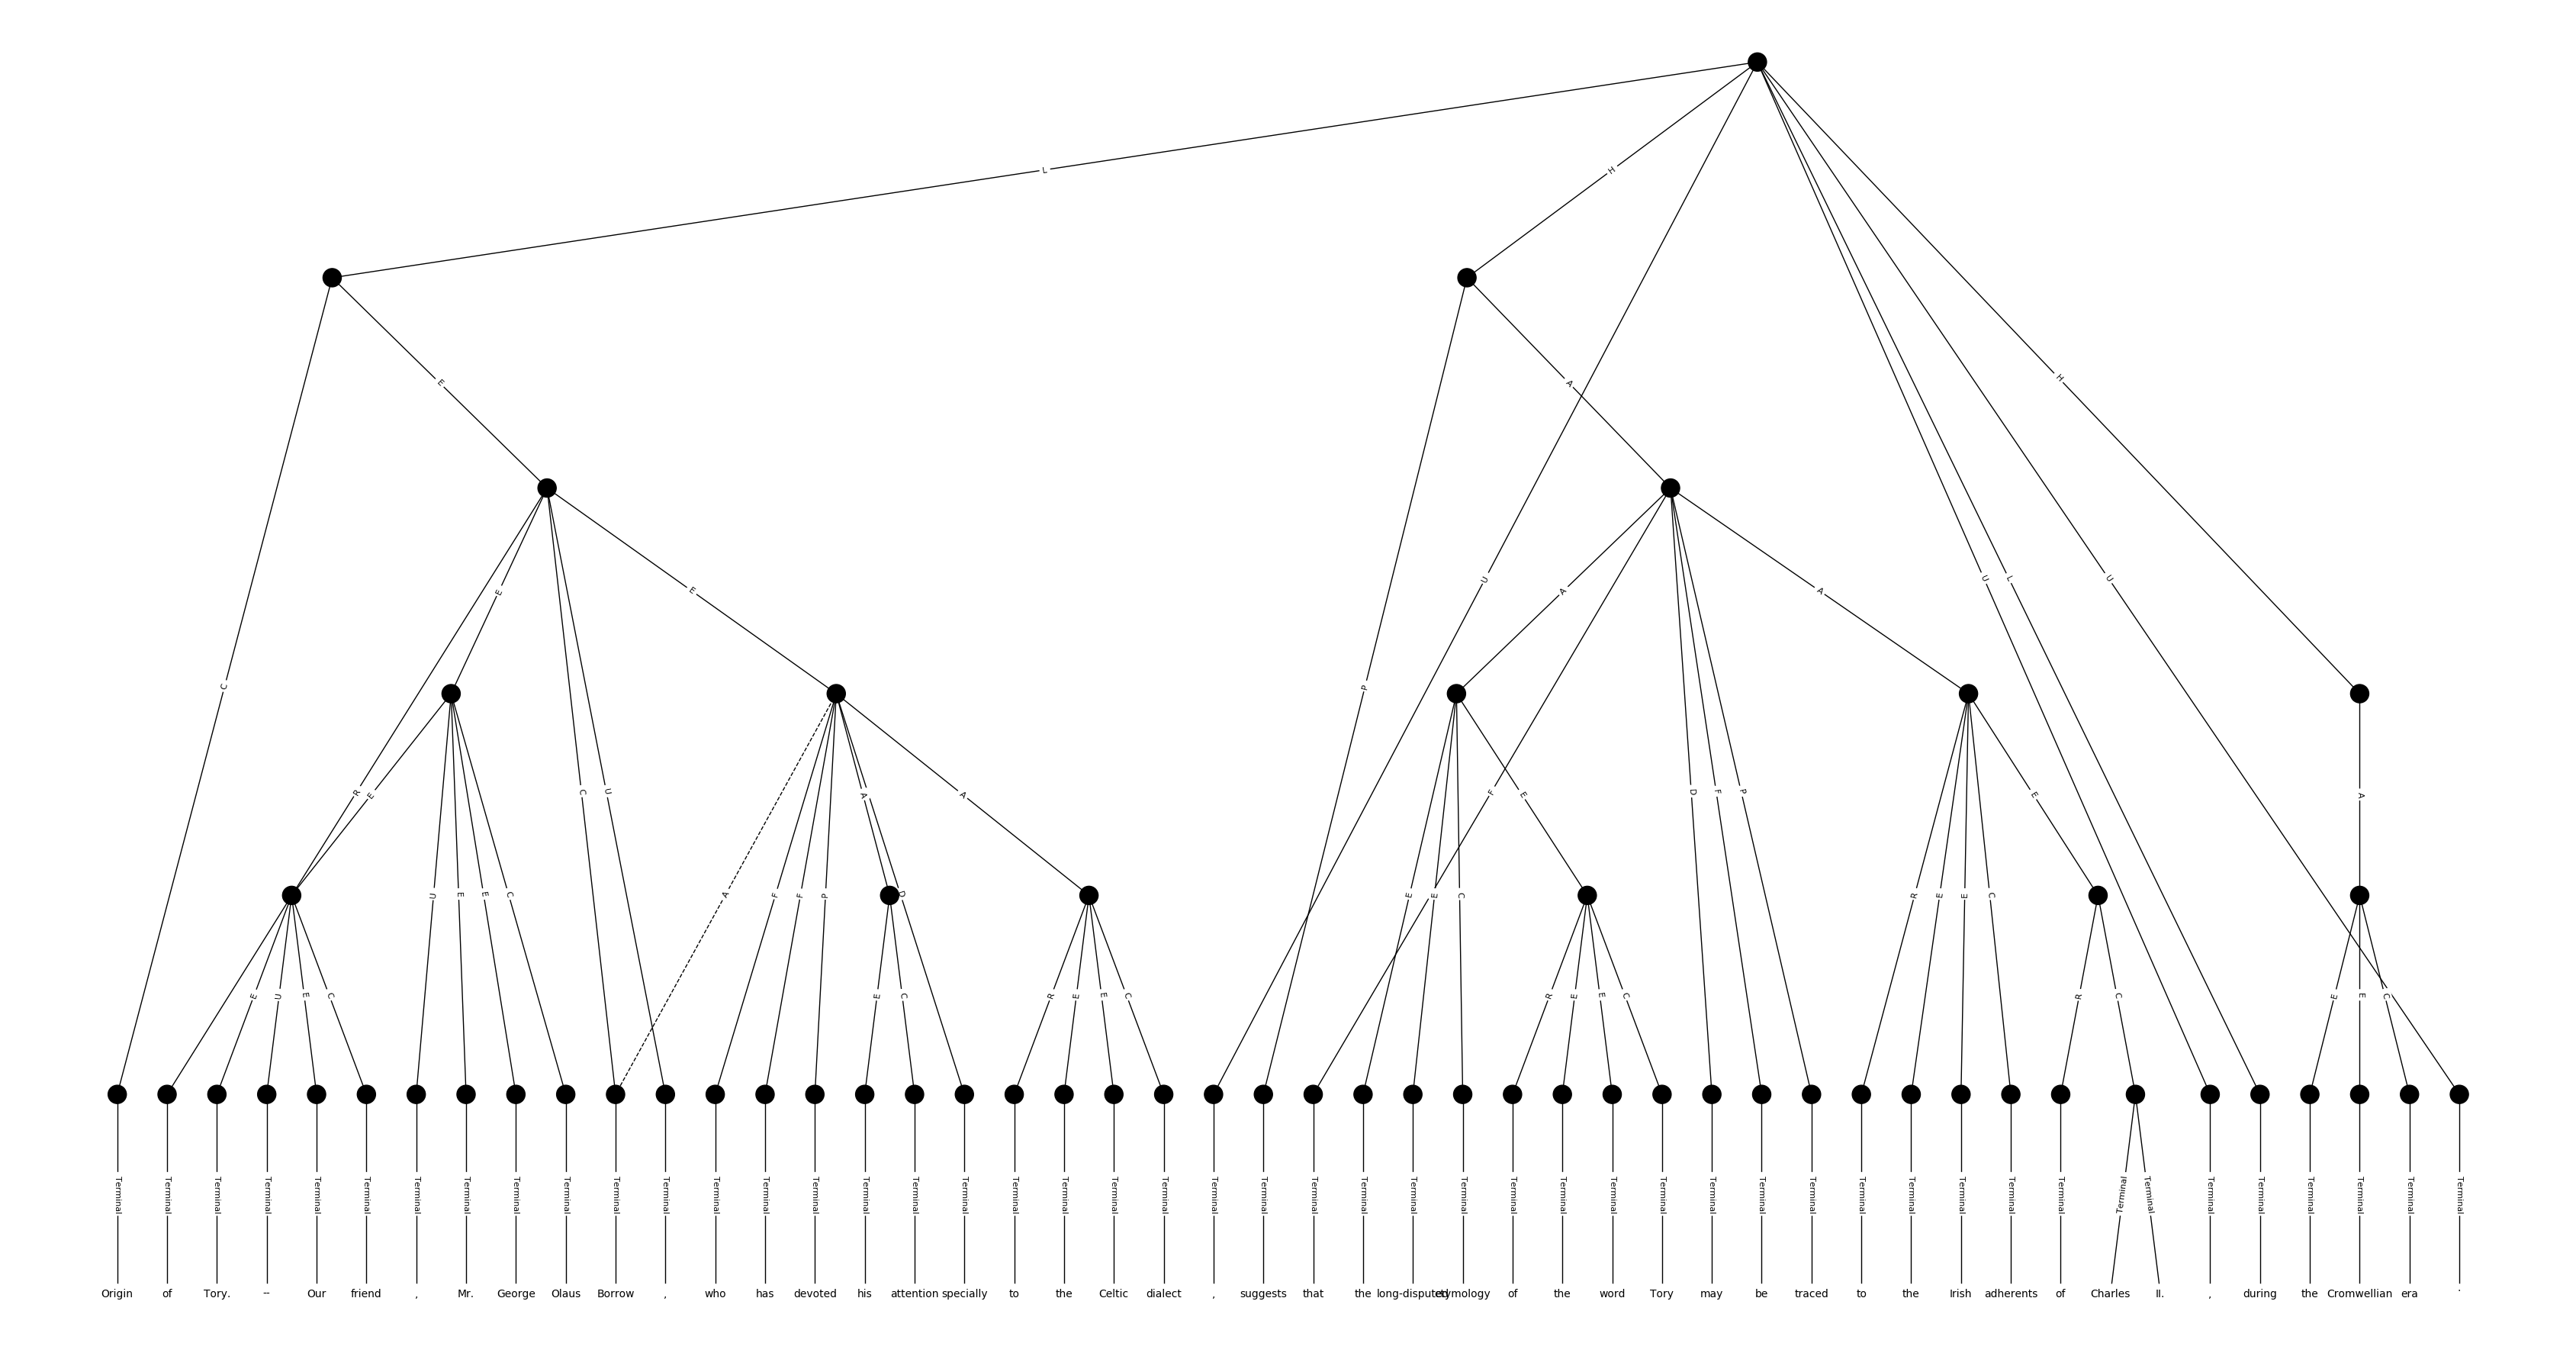 L
H
E
A
H
E
E
U
A
A
U
L
U
C
P
R
E
C
U
A
A
F
E
D
F
P
E
A
U
E
E
C
A
F
F
P
D
E
E
C
R
E
E
C
E
U
E
C
E
C
R
E
E
C
R
E
E
C
R
C
E
E
C
Terminal Terminal Terminal Terminal Terminal Terminal Terminal Terminal Terminal Terminal Terminal Terminal Terminal Terminal Terminal Terminal Terminal Terminal Terminal Terminal Terminal Terminal Terminal Terminal Terminal Terminal Terminal Terminal Terminal Terminal Terminal Terminal Terminal Terminal Terminal Terminal Terminal Terminal Terminal Terminal Terminal Terminal Terminal Terminal Terminal Terminal Terminal Terminal
Origin of Tory. -- Our friend , Mr. George Olaus Borrow , who has devoted his attention specially to the Celtic dialect , suggests that the long-disputed etymology of the word Tory may be traced to the Irish adherents of Charles II. , during the Cromwellian era .